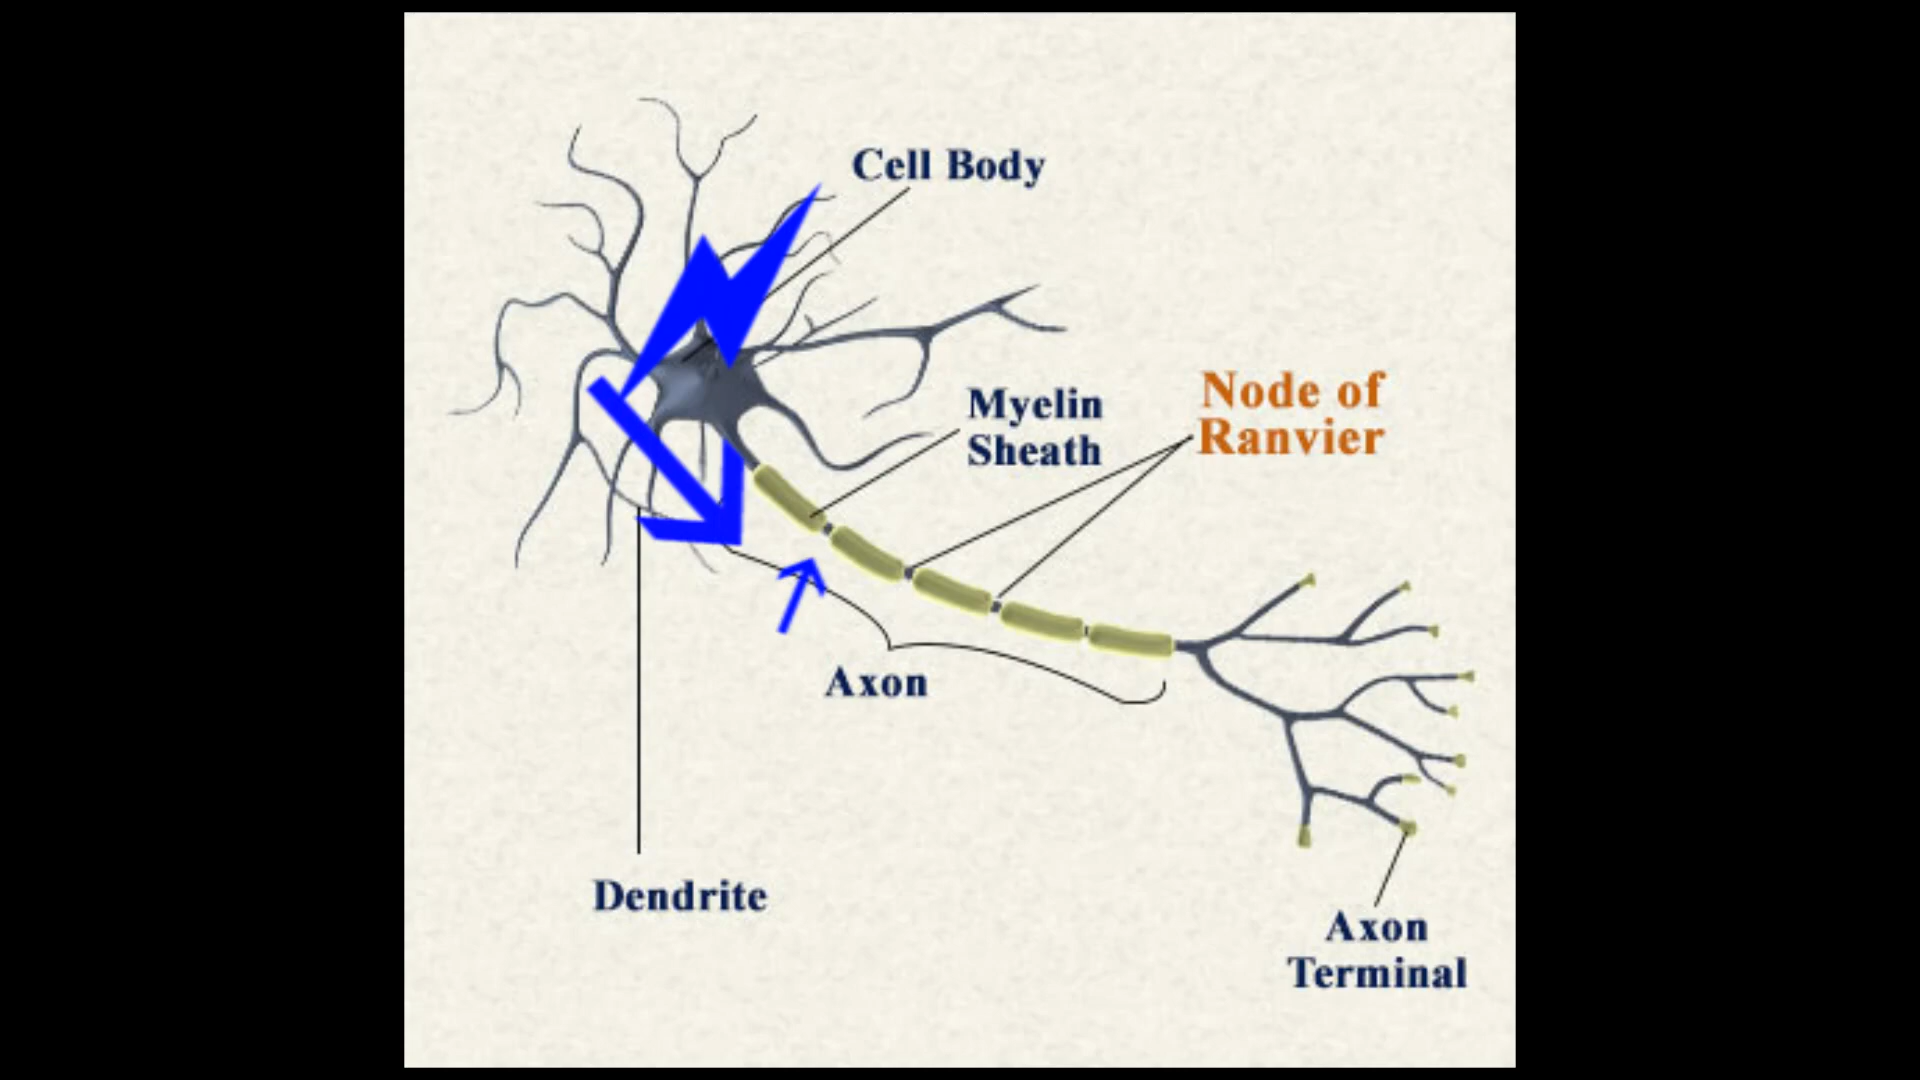 Cell Body
Myelin
Sheath
Node of
Ranvier
Axon
Dendrite
Axon
Terminal